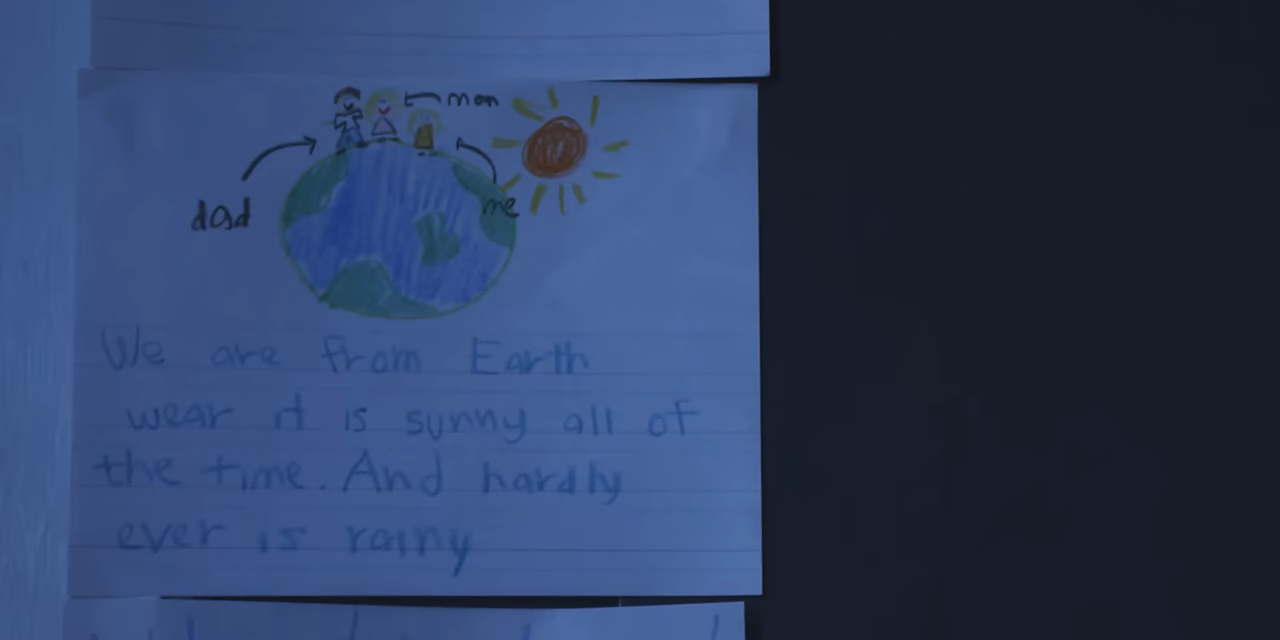 mom
dad
me
We are from Earth
wear it is sunny all of
the time. And hardly
ever is rainy